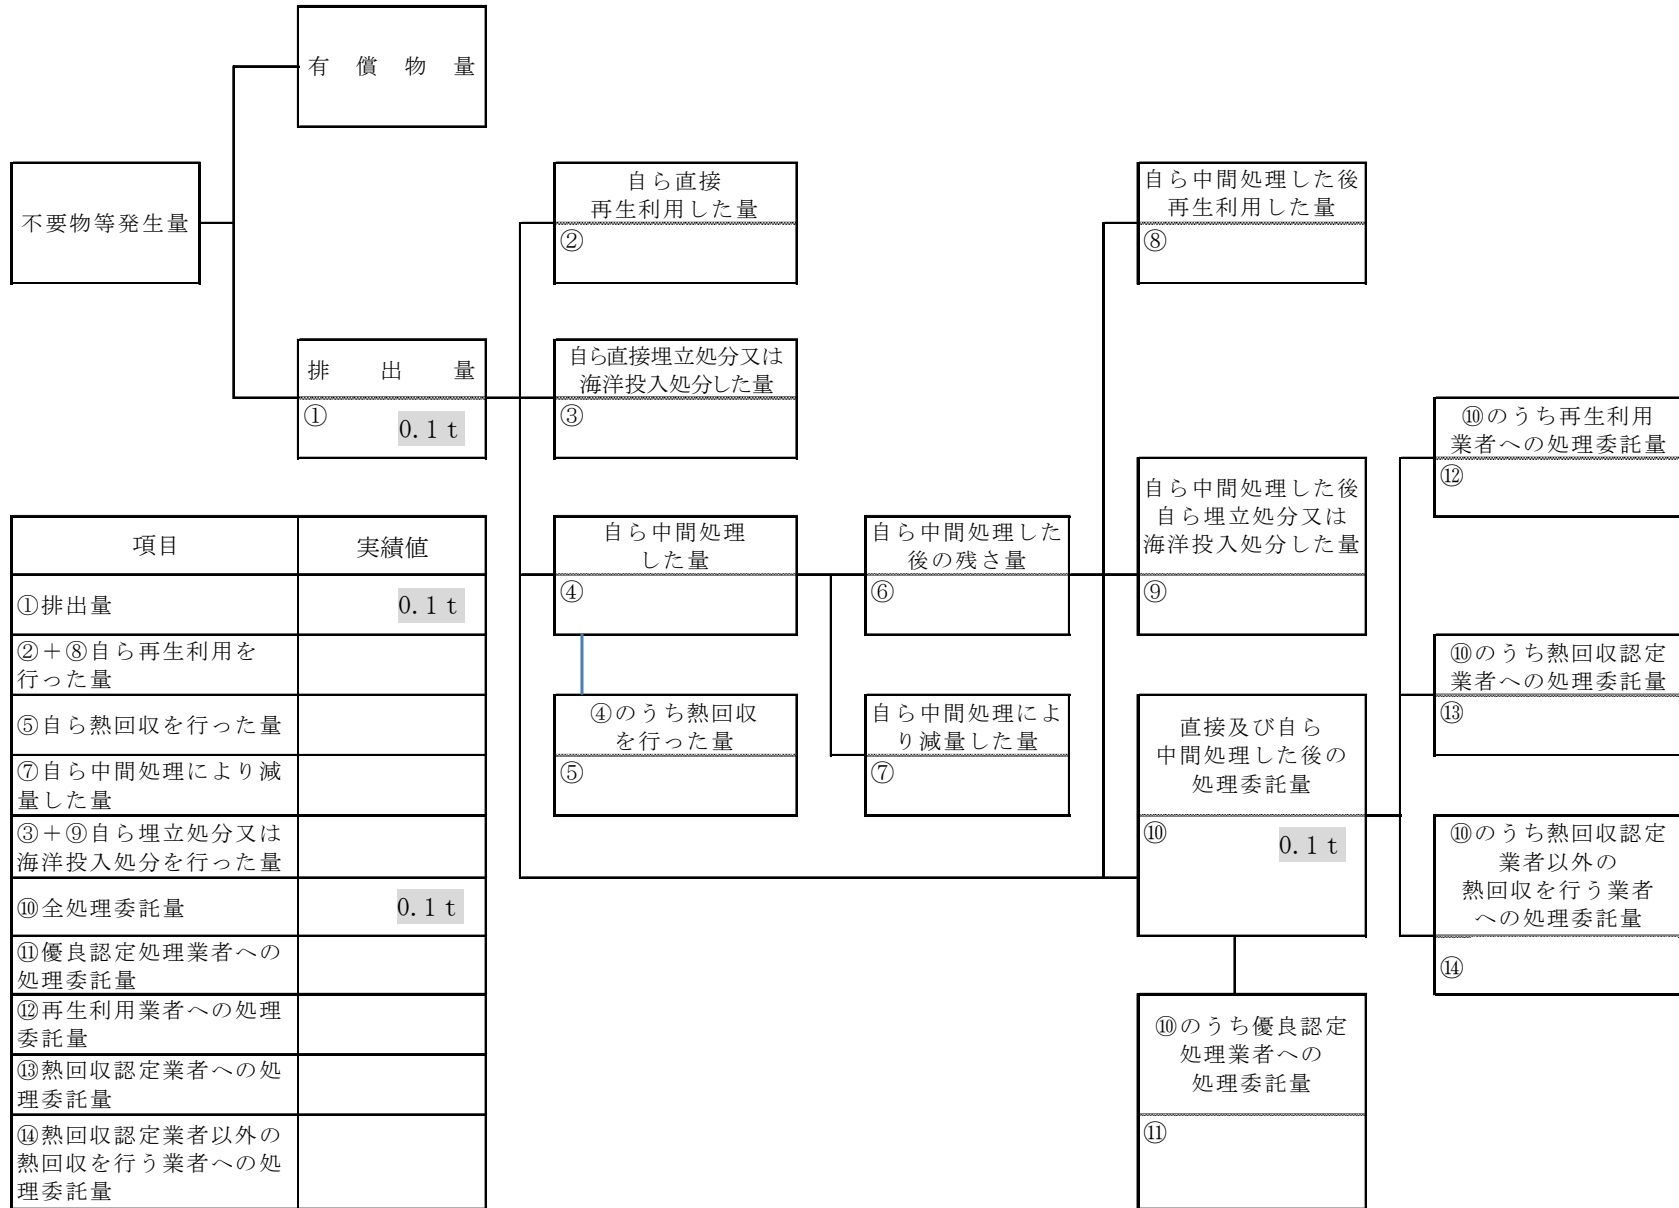 有償物量
不要物等発生量
自ら直接
再生利用した量
②
自ら中間処理した後
再生利用した量
⑧
排出量
①
0.1 t
自ら直接埋立処分又は
海洋投入処分した量
③
⑩のうち再生利用
業者への処理委託量
⑫
自ら中間処理
した量
④
自ら中間処理した
後の残さ量
⑥
自ら中間処理した後
自ら埋立処分又は
海洋投入処分した量
⑨
④のうち熱回収
を行った量
⑤
自ら中間処理によ
り減量した量
⑦
直接及び自ら
中間処理した後の
処理委託量
⑩
0.1 t
⑩のうち熱回収認定
業者への処理委託量
⑬
⑩のうち熱回収認定
業者以外の
熱回収を行う業者
への処理委託量
⑭
⑩のうち優良認定
処理業者への
処理委託量
⑪
項目 実績値
①排出量 0.1 t
②＋⑧自ら再生利用を
行った量
⑤自ら熱回収を行った量
⑦自ら中間処理により減
量した量
③＋⑨自ら埋立処分又は
海洋投入処分を行った量
⑩全処理委託量 0.1 t
⑪優良認定処理業者への
処理委託量
⑫再生利用業者への処理
委託量
⑬熱回収認定業者への処
理委託量
⑭熱回収認定業者以外の
熱回収を行う業者への処
理委託量